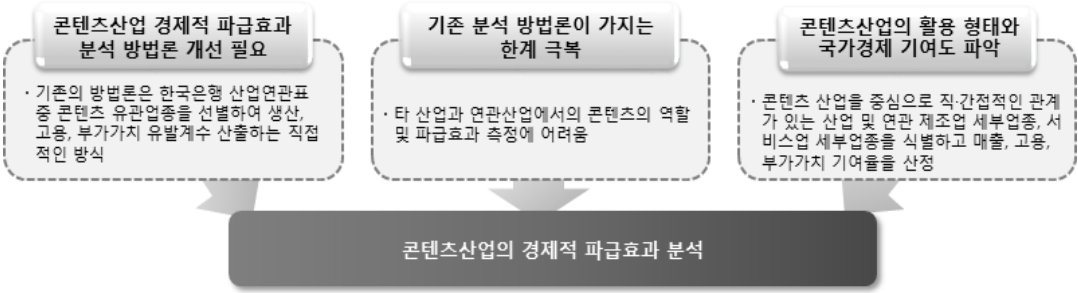 콘텐츠산업 경제적 파급효과
분석 방법론 개선 필요
· 기존의 방법론은 한국은행 산업연관표
중 콘텐츠 유관업종을 선별하여 생산,
고용, 부가가치 유발계수 산출하는 직접
적인 방식
기존 분석 방법론이 가지는
한계 극복
· 타 산업과 연관산업에서의 콘텐츠의 역할
및 파급효과 측정에 어려움
콘텐츠산업의 활용 형태와
국가경제 기여도 파악
· 콘텐츠 산업을 중심으로 직·간접적인 관계
가 있는 산업 및 연관 제조업 세부업종, 서
비스업 세부업종을 식별하고 매출, 고용,
부가가치 기여율을 산정
콘텐츠산업의 경제적 파급효과 분석